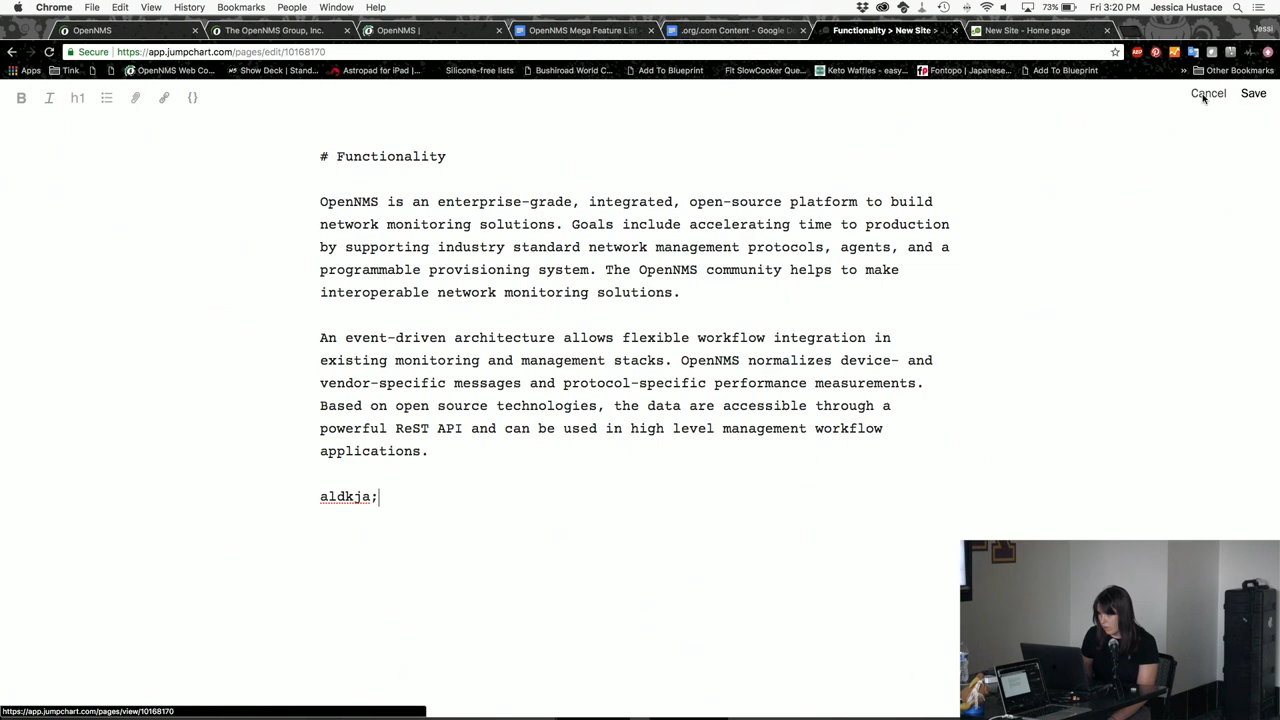 Chrome File Edit View History Bookmarks People Window Help 73% Fri 3:20 PM Jessica Hustace
OpenNMS The OpenNMS Group, Inc. OpenNMS | OpenNMS Mega Feature List .org/.com Content - Google D Functionality > New Site > New Site - Home page Jessi
Secure https://app.jumpchart.com/pages/edit/10168170
Apps Tink OpenNMS Web Co... Show Deck | Stand... Astropad for iPad |... Silicone-free lists Bushiroad World C... Add To Blueprint Fit SlowCooker Que... Keto Waffles - easy... Fontopo | Japanese... Add To Blueprint » Other Bookmarks
B I h1 {} Cancel Save
# Functionality
OpenNMS is an enterprise-grade, integrated, open-source platform to build
network monitoring solutions. Goals include accelerating time to production
by supporting industry standard network management protocols, agents, and a
programmable provisioning system. The OpenNMS community helps to make
interoperable network monitoring solutions.
An event-driven architecture allows flexible workflow integration in
existing monitoring and management stacks. OpenNMS normalizes device- and
vendor-specific messages and protocol-specific performance measurements.
Based on open source technologies, the data are accessible through a
powerful ReST API and can be used in high level management workflow
applications.
aldkja;
https://app.jumpchart.com/pages/view/10168170